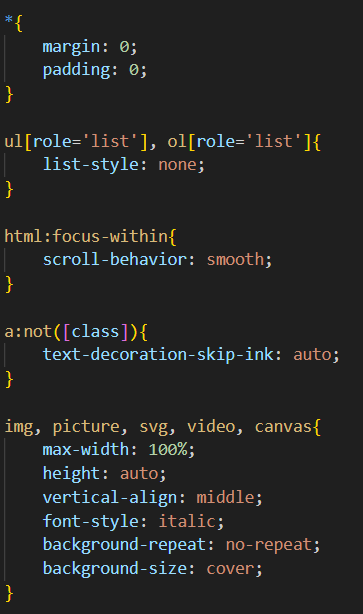 *{
    margin: 0;
    padding: 0;
}
ul[role='list'], ol[role='list']{
    list-style: none;
}
html:focus-within{
    scroll-behavior: smooth;
}
a:not([class]){
    text-decoration-skip-ink: auto;
}
img, picture, svg, video, canvas{
    max-width: 100%;
    height: auto;
    vertical-align: middle;
    font-style: italic;
    background-repeat: no-repeat;
    background-size: cover;
}